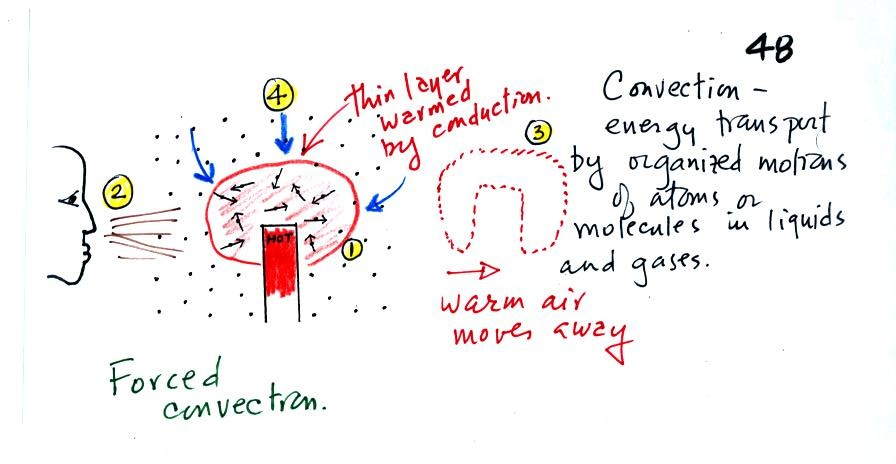 48
④
thin layer
warmed
by conduction.
Convection -
energy transport
by organized motions
of atoms or
molecules in liquids
and gases.
③
②
HOT
①
warm air
moves away
Forced
convection.